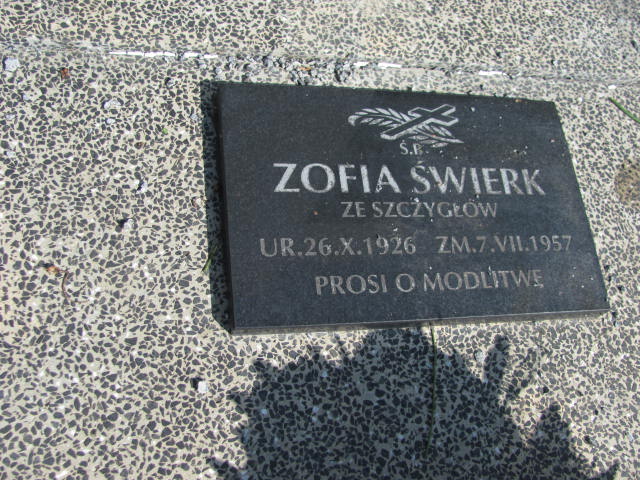 Ś.P.
ZOFIA ŚWIERK
ZE SZCZYGŁÓW
UR.26.X.1926 ZM.7.VII.1957
PROSI O MODLITWĘ